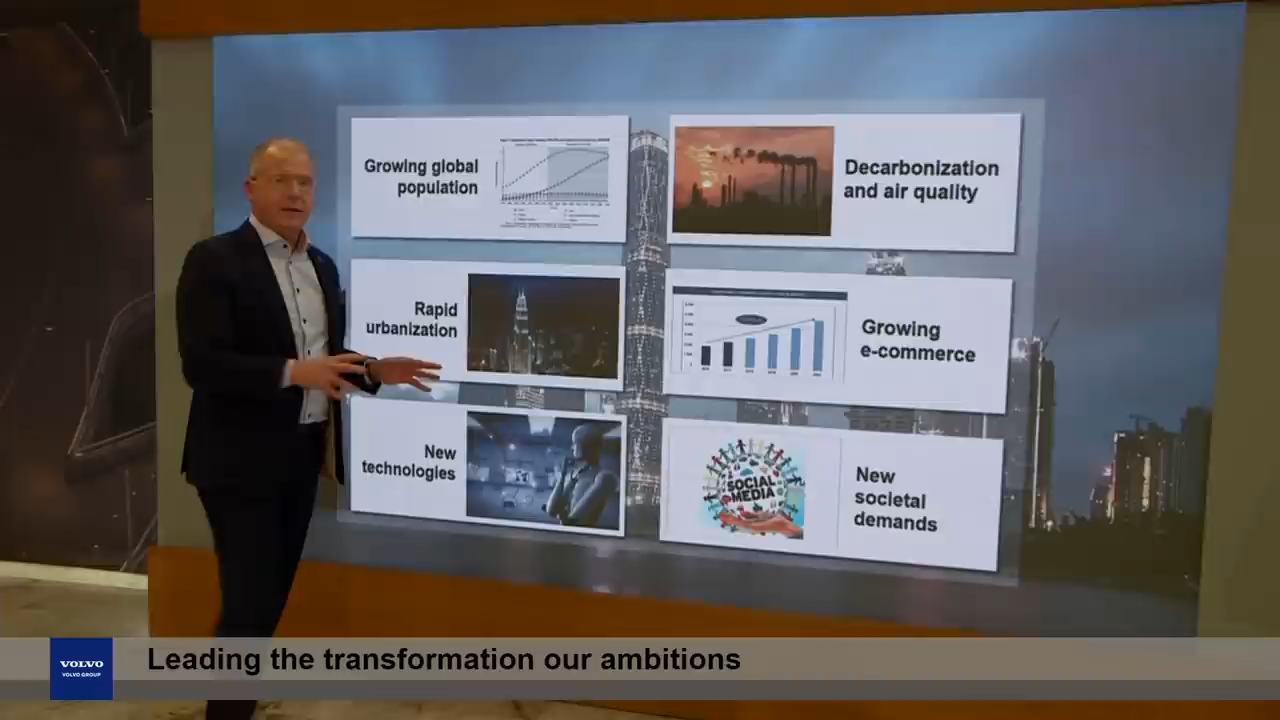 Growing global
population
Decarbonization
and air quality
Rapid
urbanization
Growing
e-commerce
New
technologies
SOCIAL
MEDIA
New
societal
demands
VOLVO
VOLVO GROUP
Leading the transformation our ambitions